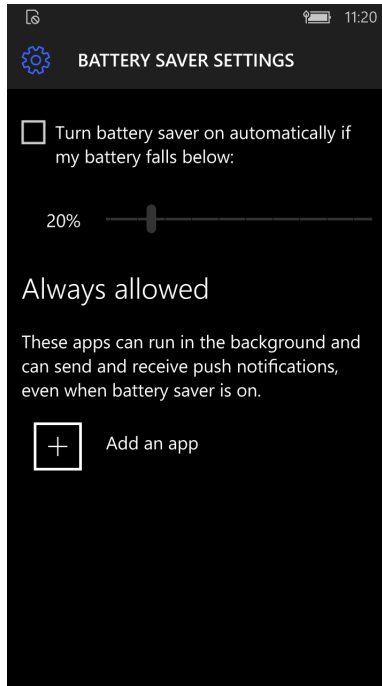 11:20
BATTERY SAVER SETTINGS
Turn battery saver on automatically if
my battery falls below:
20%
Always allowed
These apps can run in the background and
can send and receive push notifications,
even when battery saver is on.
Add an app